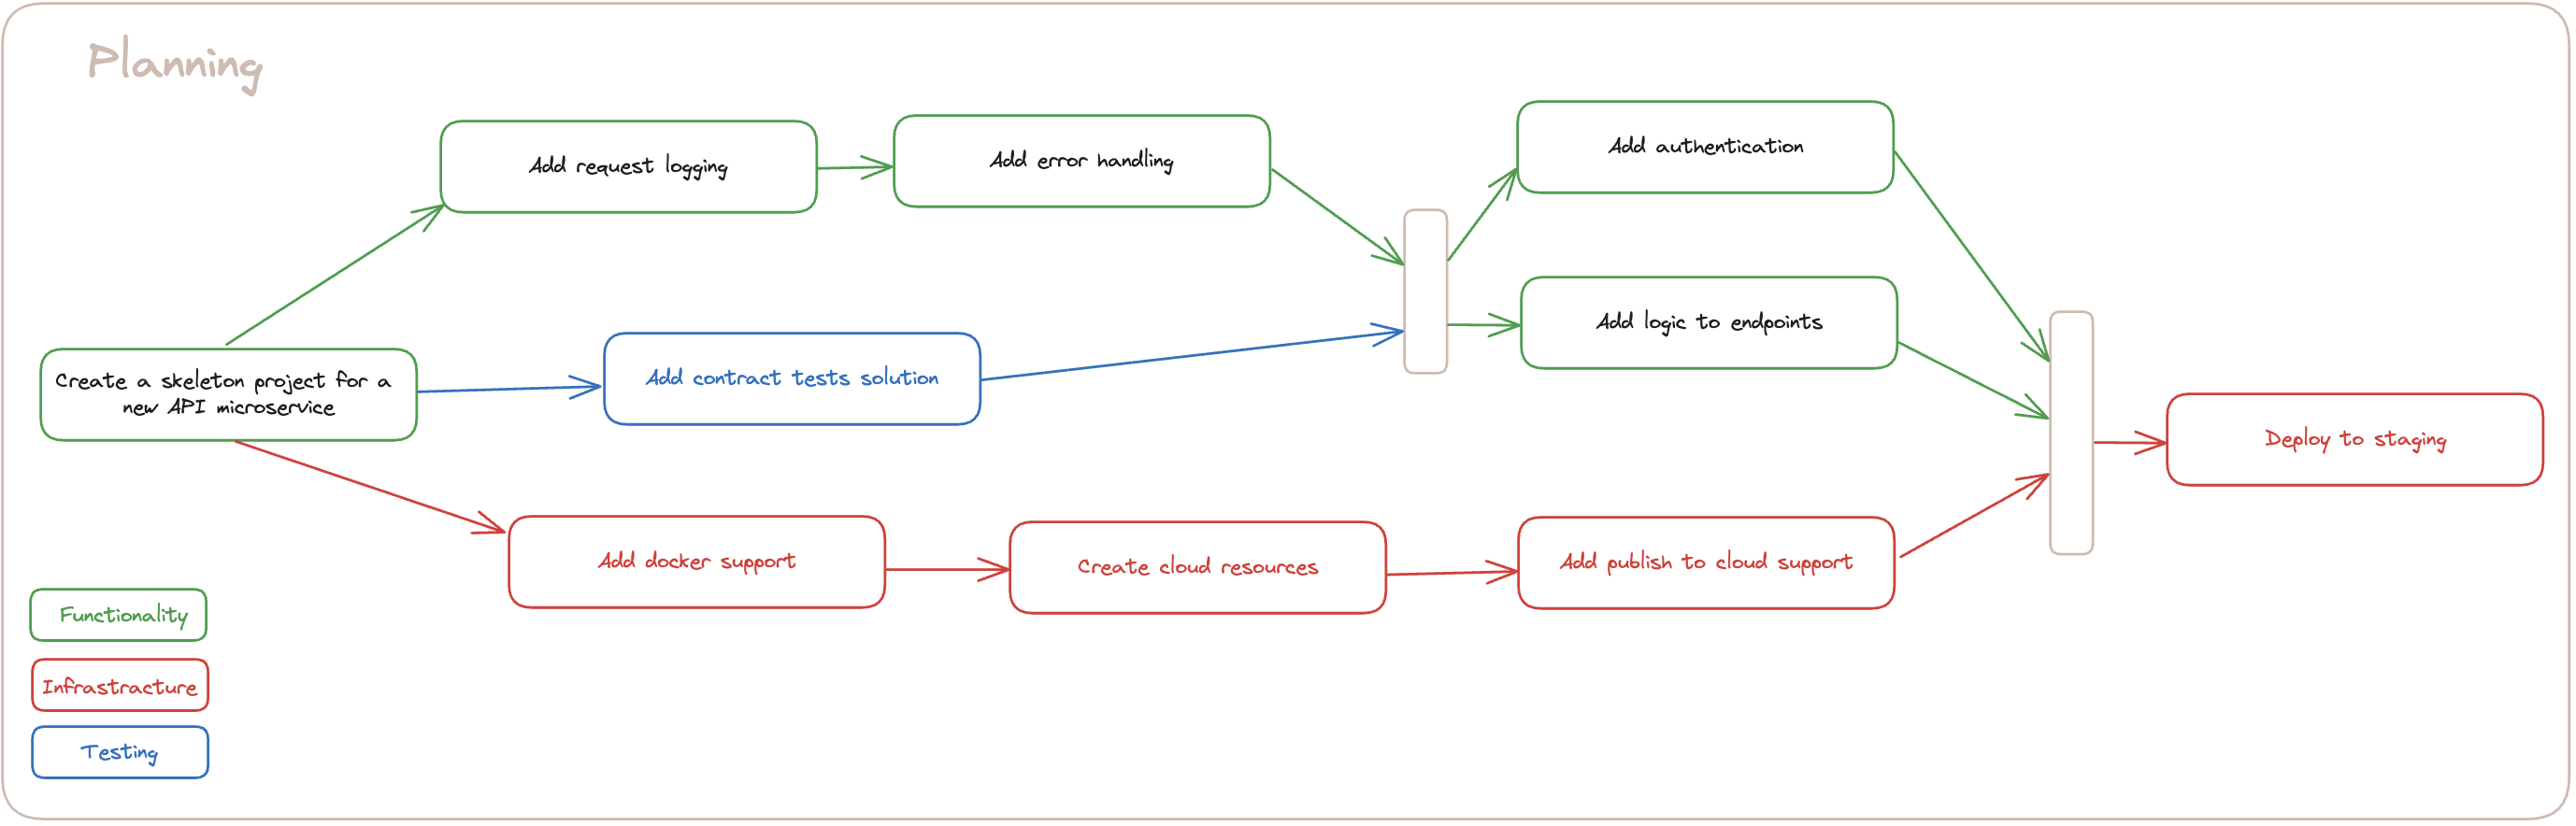 Planning
Add request logging
Add error handling
Add authentication
Add logic to endpoints
Create a skeleton project for a
new API microservice
Add contract tests solution
Deploy to staging
Add docker support
Create cloud resources
Add publish to cloud support
Functionality
Infrastracture
Testing